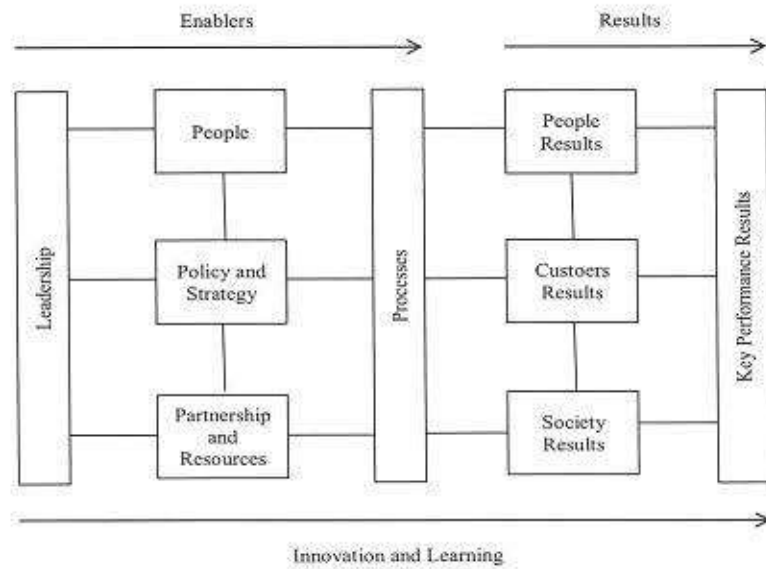 Enablers
Results
Leadership
People
Policy and
Strategy
Partnership
and
Resources
Processes
People
Results
Custoers
Results
Society
Results
Key Performance Results
Innovation and Learning